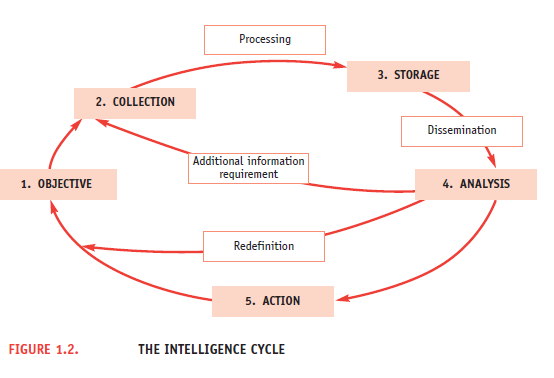 Processing
3. STORAGE
2. COLLECTION
Dissemination
Additional information
requirement
1. OBJECTIVE
4. ANALYSIS
Redefinition
5. ACTION
FIGURE 1.2. THE INTELLIGENCE CYCLE